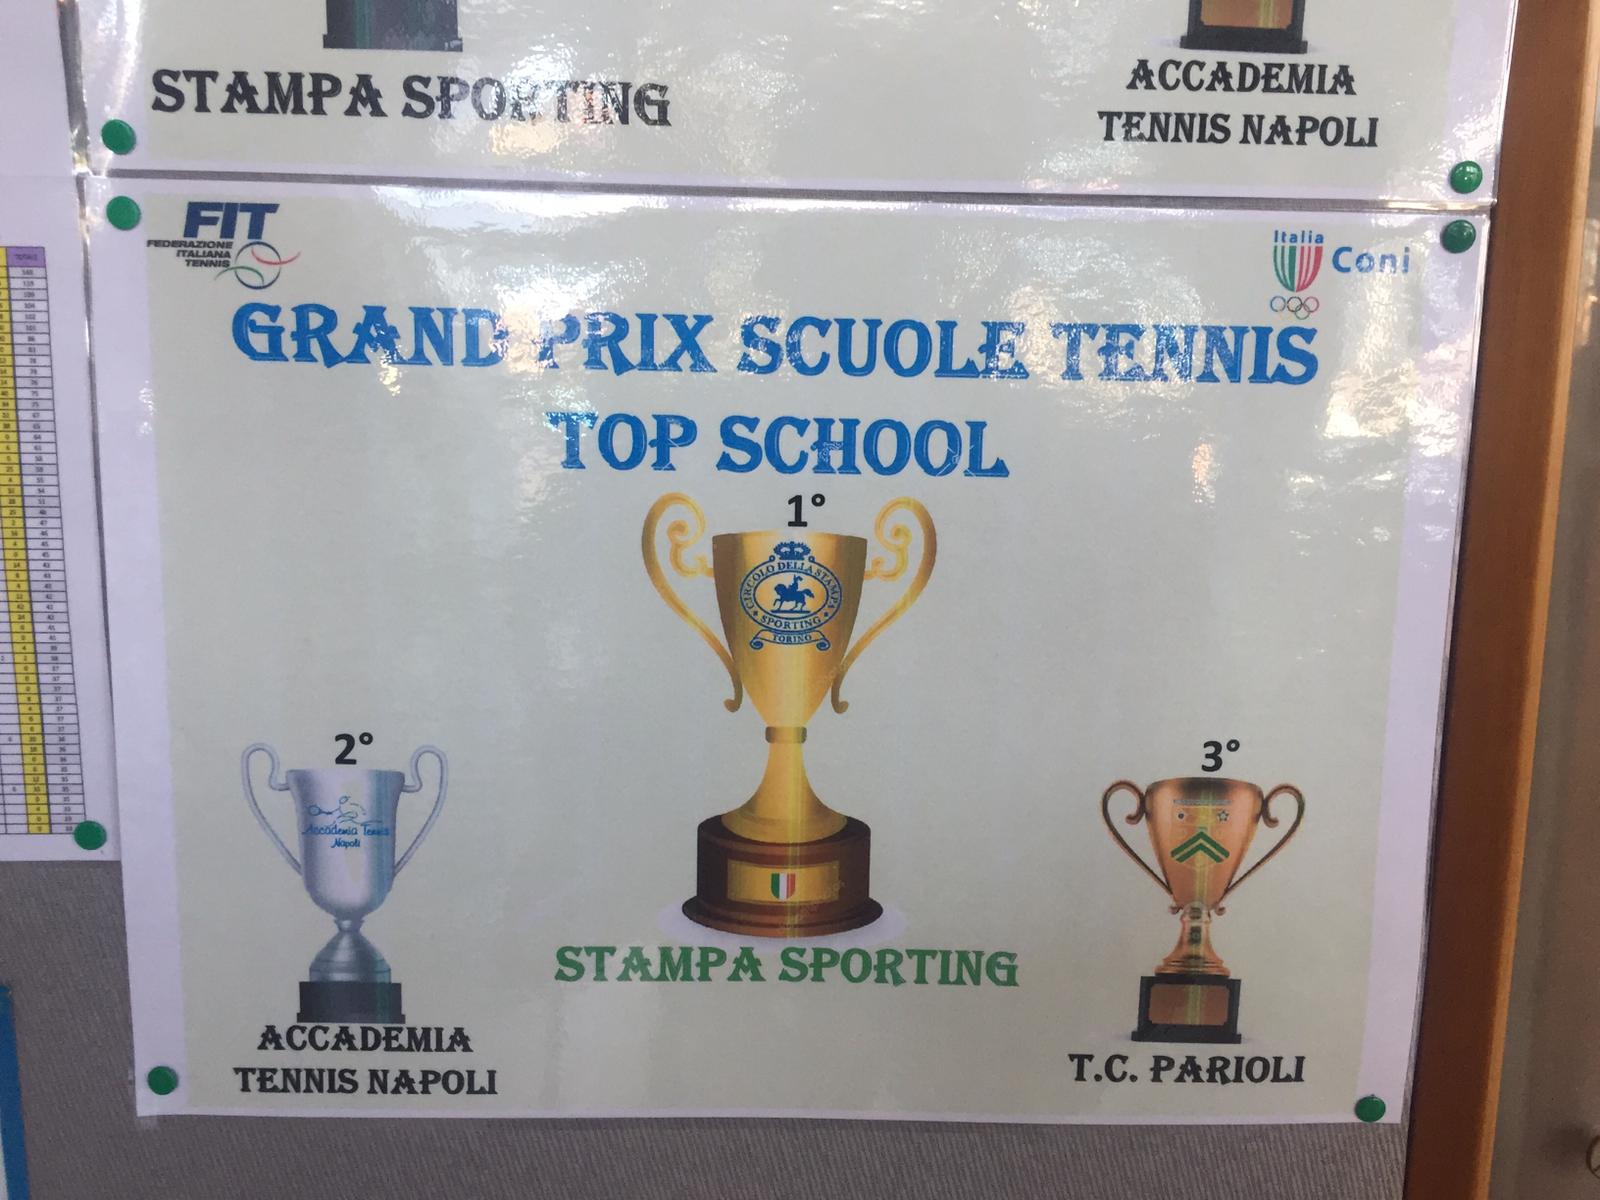 STAMPA SPORTING
ACCADEMIA
TENNIS NAPOLI
FIT
FEDERAZIONE
ITALIANA
TENNIS
Italia
Coni
GRAND PRIX SCUOLE TENNIS
TOP SCHOOL
1°
CIRCOLO DELLA STAMPA
SPORTING
TORINO
2°
Accademia Tennis
Napoli
3°
STAMPA SPORTING
ACCADEMIA
TENNIS NAPOLI
T.C. PARIOLI